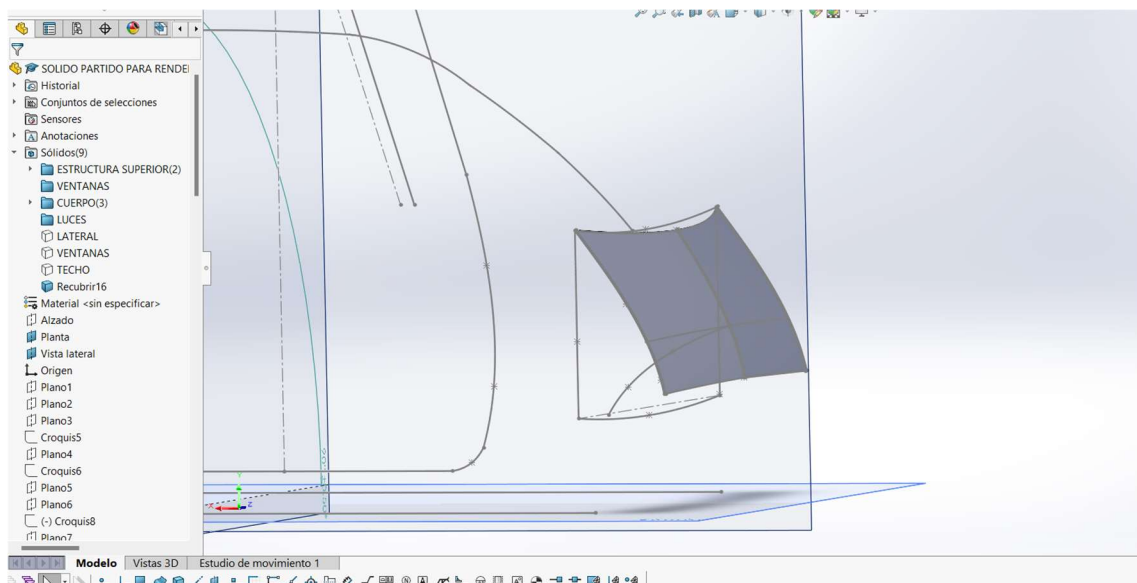 SOLIDO PARTIDO PARA RENDE
Historial
Conjuntos de selecciones
Sensores
Anotaciones
Sólidos(9)
ESTRUCTURA SUPERIOR(2)
VENTANAS
CUERPO(3)
LUCES
LATERAL
VENTANAS
TECHO
Recubrir16
Material <sin especificar>
Alzado
Planta
Vista lateral
Origen
Plano1
Plano2
Plano3
Croquis5
Plano4
Croquis6
Plano5
Plano6
(-) Croquis8
Plano7
Modelo Vistas 3D Estudio de movimiento 1